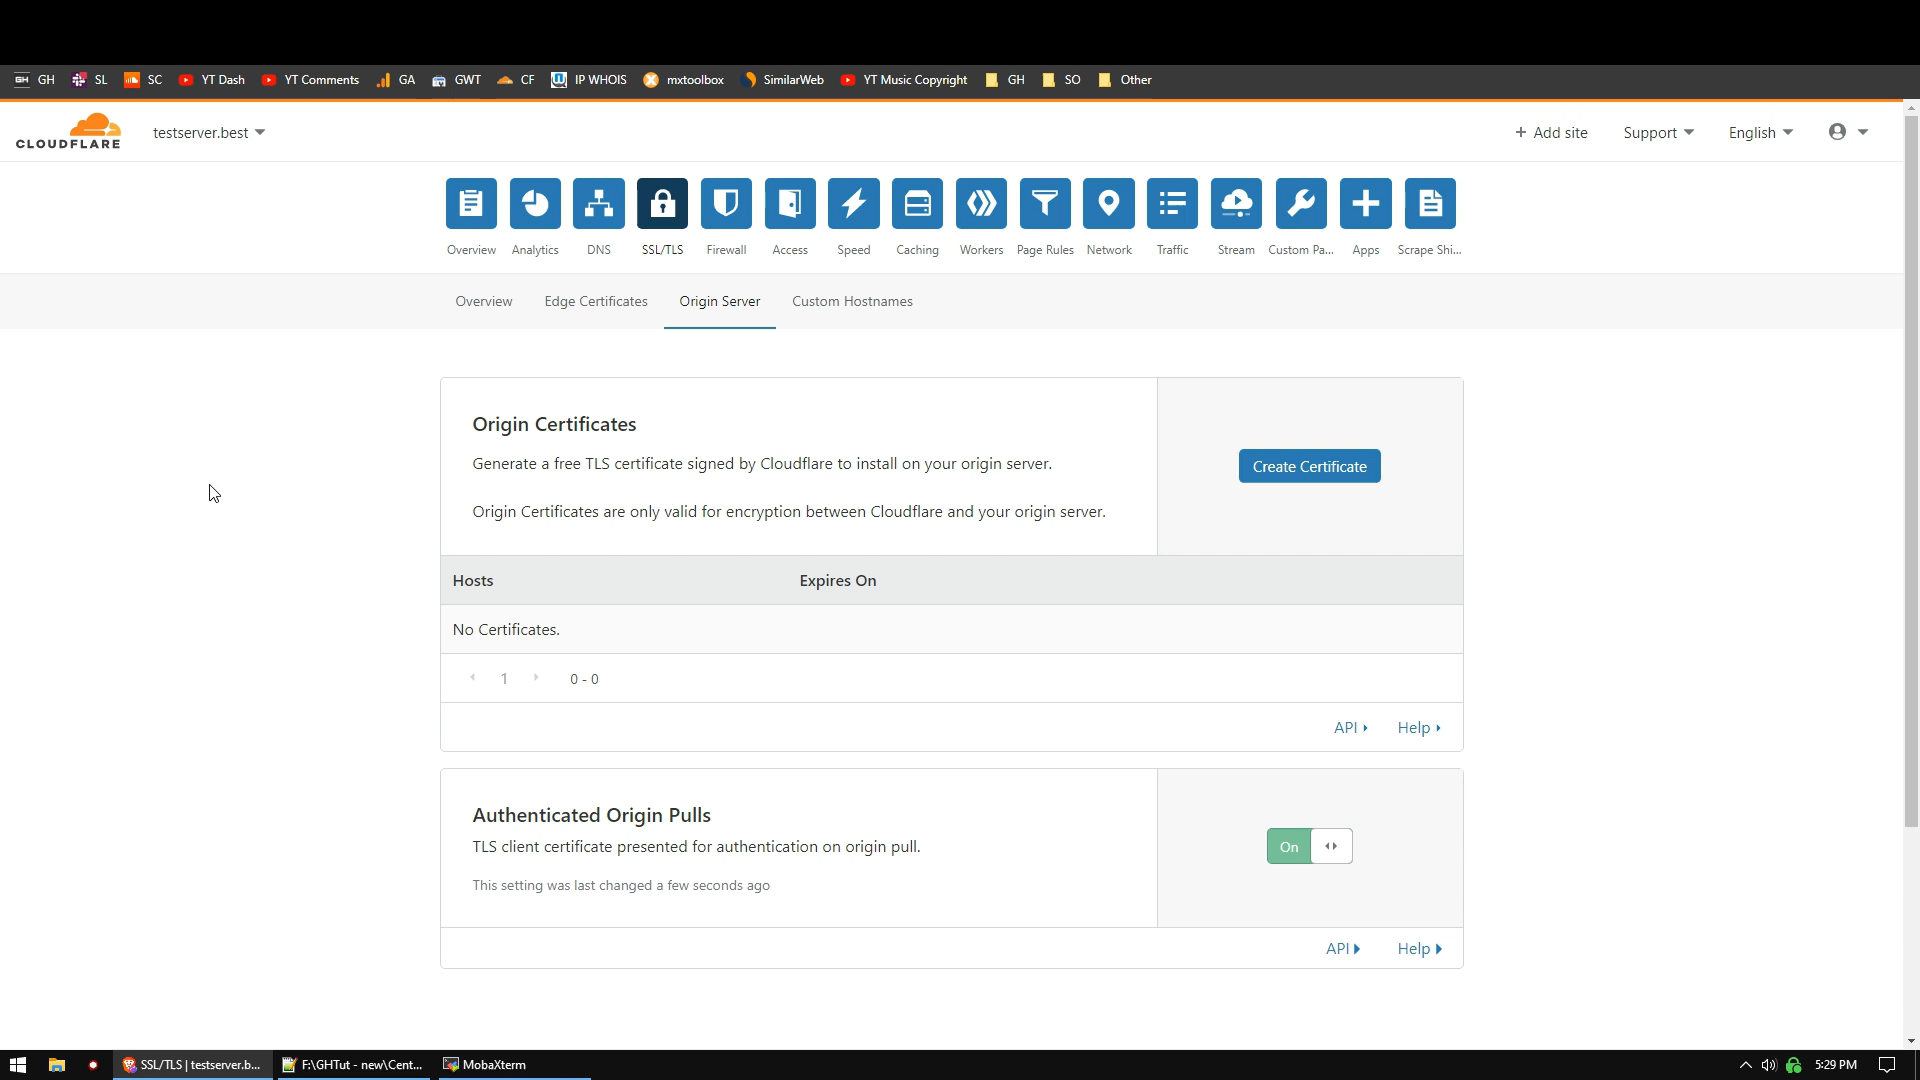 GH GH SL SC YT Dash YT Comments GA GWT CF IP WHOIS mxtoolbox SimilarWeb YT Music Copyright GH SO Other
CLOUDFLARE testserver.best + Add site Support English
Overview Analytics DNS SSL/TLS Firewall Access Speed Caching Workers Page Rules Network Traffic Stream Custom Pa... Apps Scrape Shi...
Overview Edge Certificates Origin Server Custom Hostnames
Origin Certificates
Generate a free TLS certificate signed by Cloudflare to install on your origin server.
Create Certificate
Origin Certificates are only valid for encryption between Cloudflare and your origin server.
Hosts Expires On
No Certificates.
1 0 - 0
API Help
Authenticated Origin Pulls
TLS client certificate presented for authentication on origin pull.
On
This setting was last changed a few seconds ago
API Help
SSL/TLS | testserver.b... F:\GHTut - new\Cent... MobaXterm 5:29 PM